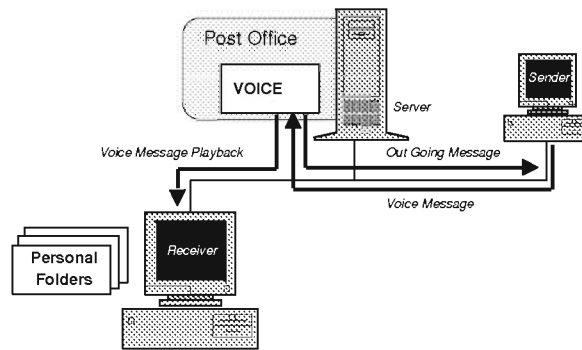 Post Office
VOICE
Sender
Server
Voice Message Playback
Out Going Message
Voice Message
Receiver
Personal
Folders